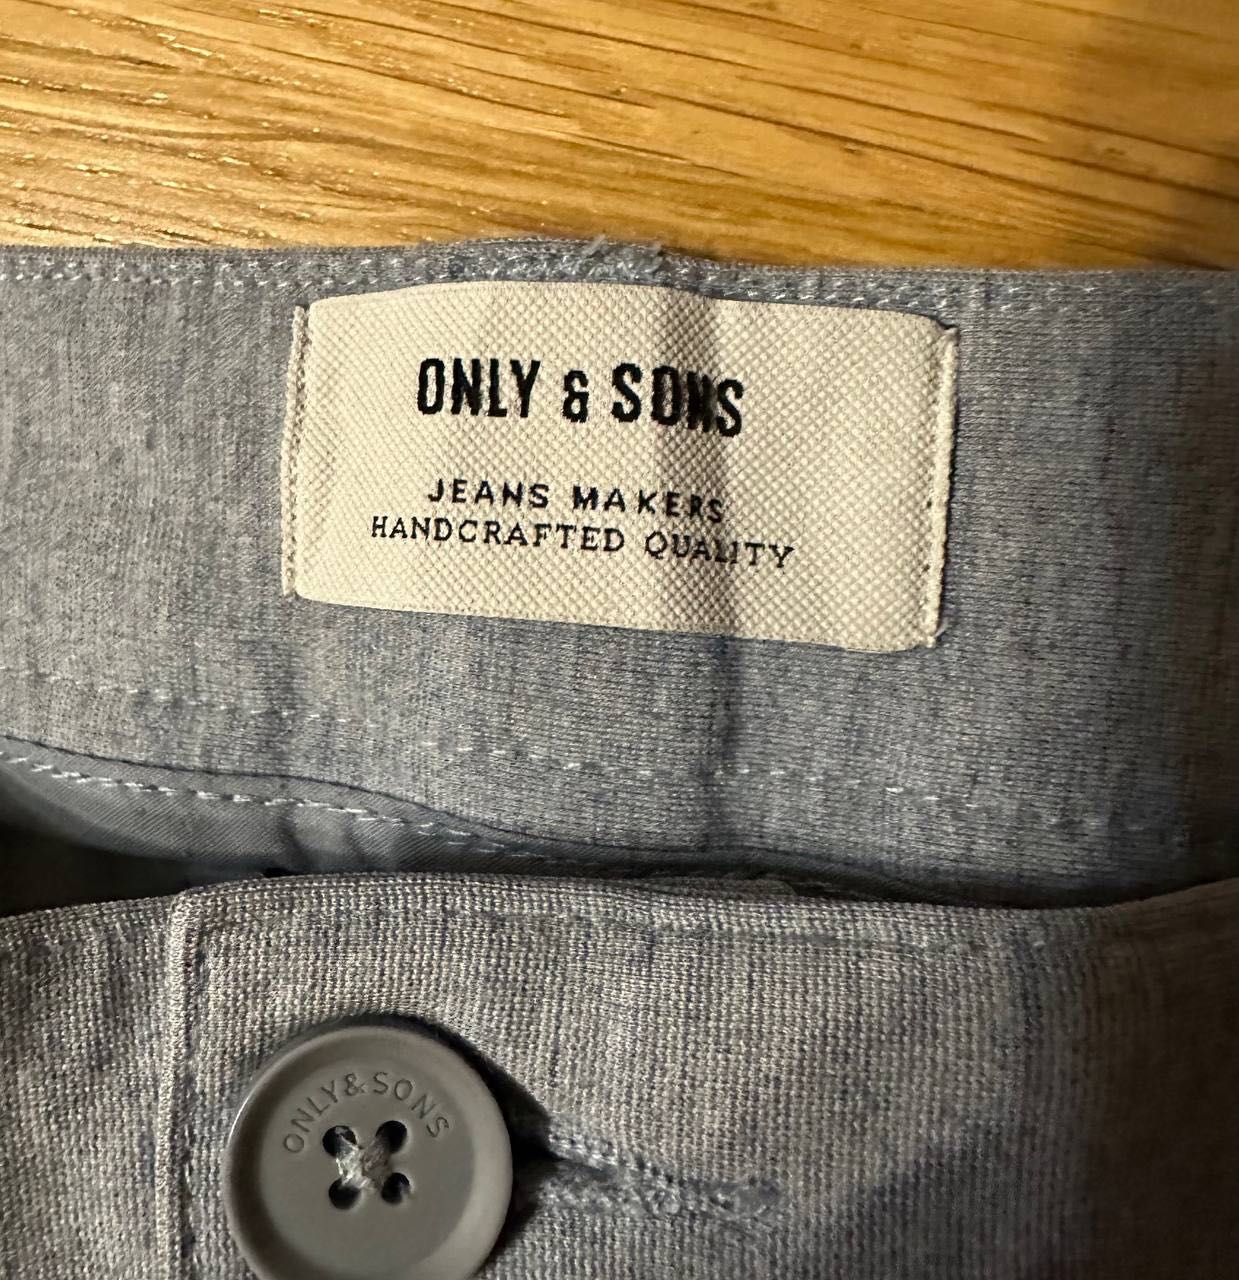 ONLY & SONS
JEANS MAKERS
HANDCRAFTED QUALITY
ONLY&SONS